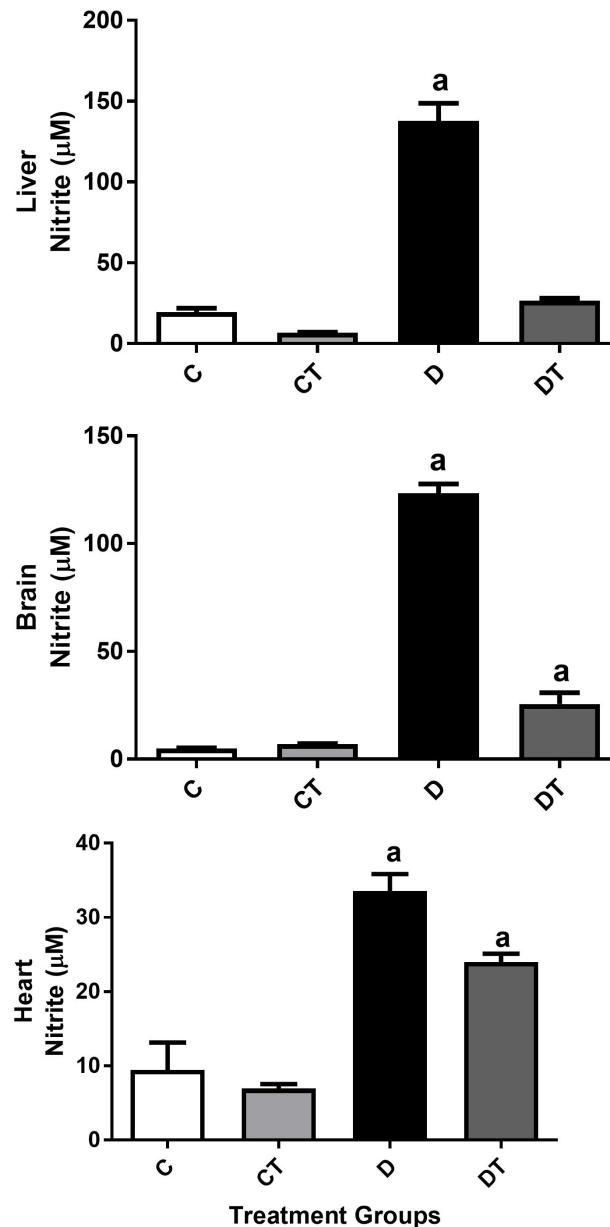 200
150
100
50
0
Liver
Nitrite (μM)
a
C
CT
D
DT
150
100
50
0
Brain
Nitrite (μM)
a
a
C
CT
D
DT
40
30
20
10
0
Heart
Nitrite (μM)
a
a
C
CT
D
DT
Treatment Groups